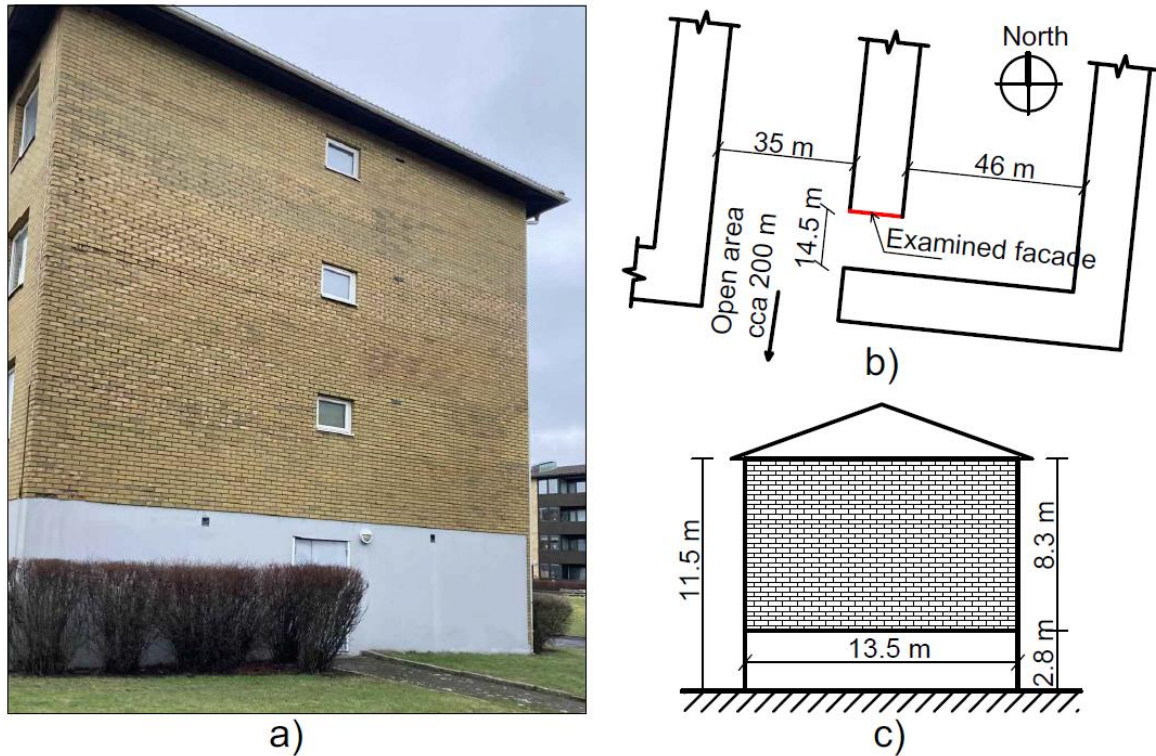 North
35 m
46 m
14.5 m
Examined facade
Open area
cca 200 m
b)
11.5 m
8.3 m
13.5 m
2.8 m
a)
c)